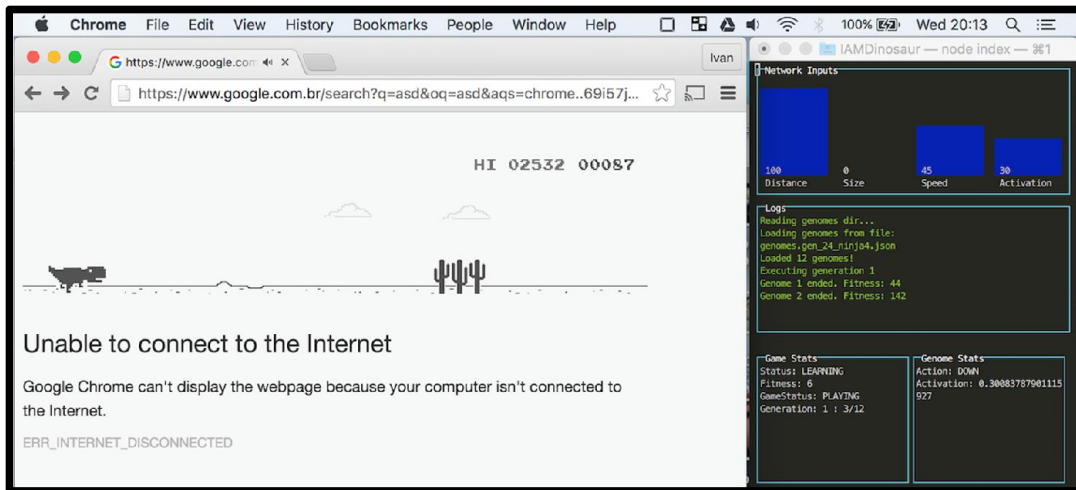 Chrome File Edit View History Bookmarks People Window Help 100% Wed 20:13
https://www.google.com
Ivan
https://www.google.com.br/search?q=asd&oq=asd&aqs=chrome..69i57j...
HI 02532 00087
Unable to connect to the Internet
Google Chrome can't display the webpage because your computer isn't connected to
the Internet.
ERR_INTERNET_DISCONNECTED
IAMDinosaur — node index — ⌘1
Network Inputs
100 0 45 30
Distance Size Speed Activation
Logs
Reading genomes dir...
Loading genomes from file:
genomes.gen_24_ninja4.json
Loaded 12 genomes!
Executing generation 1
Genome 1 ended. Fitness: 44
Genome 2 ended. Fitness: 142
Game Stats
Status: LEARNING
Fitness: 6
GameStatus: PLAYING
Generation: 1 : 3/12
Genome Stats
Action: DOWN
Activation: 0.30083787901115
927